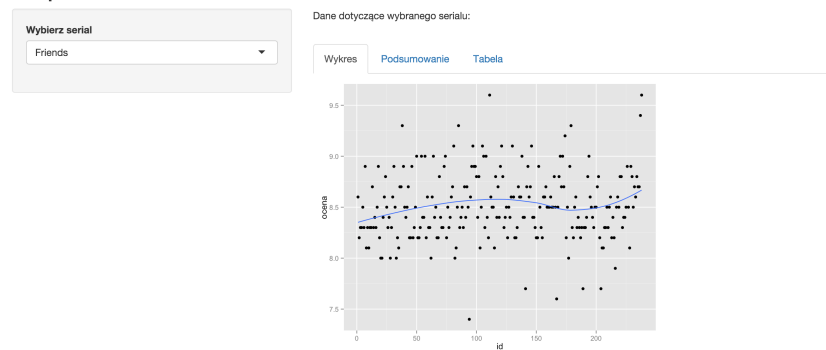 Wybierz serial
Friends
Dane dotyczące wybranego serialu:
Wykres Podsumowanie Tabela
9.5
9.0
8.5
8.0
7.5
ocena
0 50 100 150 200
id